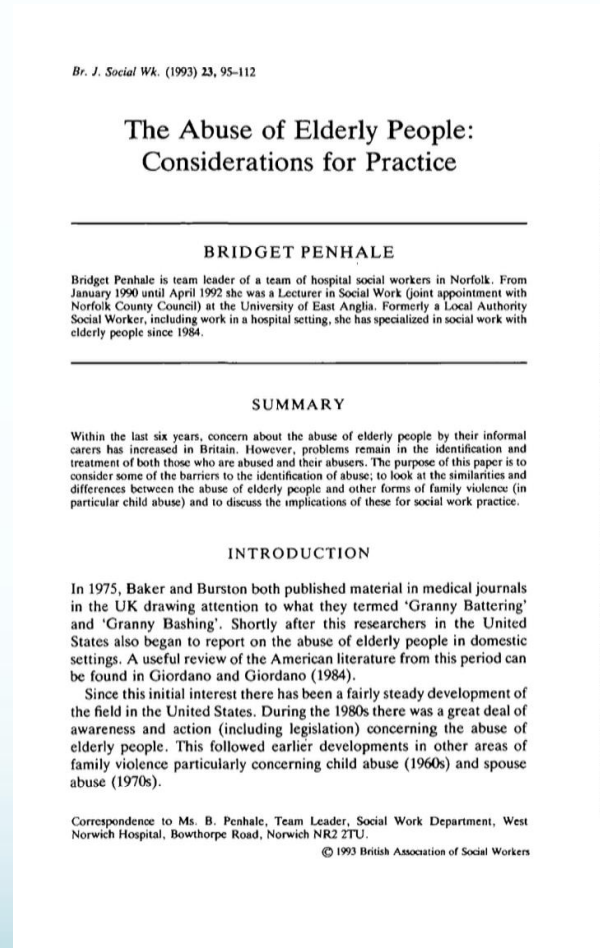 Br. J. Social Wk. (1993) 23, 95–112
The Abuse of Elderly People:
Considerations for Practice
BRIDGET PENHALE
Bridget Penhale is team leader of a team of hospital social workers in Norfolk. From
January 1990 until April 1992 she was a Lecturer in Social Work (joint appointment with
Norfolk County Council) at the University of East Anglia. Formerly a Local Authority
Social Worker, including work in a hospital setting, she has specialized in social work with
elderly people since 1984.
SUMMARY
Within the last six years, concern about the abuse of elderly people by their informal
carers has increased in Britain. However, problems remain in the identification and
treatment of both those who are abused and their abusers. The purpose of this paper is to
consider some of the barriers to the identification of abuse; to look at the similarities and
differences between the abuse of elderly people and other forms of family violence (in
particular child abuse) and to discuss the implications of these for social work practice.
INTRODUCTION
In 1975, Baker and Burston both published material in medical journals
in the UK drawing attention to what they termed ‘Granny Battering’
and ‘Granny Bashing’. Shortly after this researchers in the United
States also began to report on the abuse of elderly people in domestic
settings. A useful review of the American literature from this period can
be found in Giordano and Giordano (1984).
Since this initial interest there has been a fairly steady development of
the field in the United States. During the 1980s there was a great deal of
awareness and action (including legislation) concerning the abuse of
elderly people. This followed earlier developments in other areas of
family violence particularly concerning child abuse (1960s) and spouse
abuse (1970s).
Correspondence to Ms. B. Penhale, Team Leader, Social Work Department, West
Norwich Hospital, Bowthorpe Road, Norwich NR2 2TU.
© 1993 British Association of Social Workers